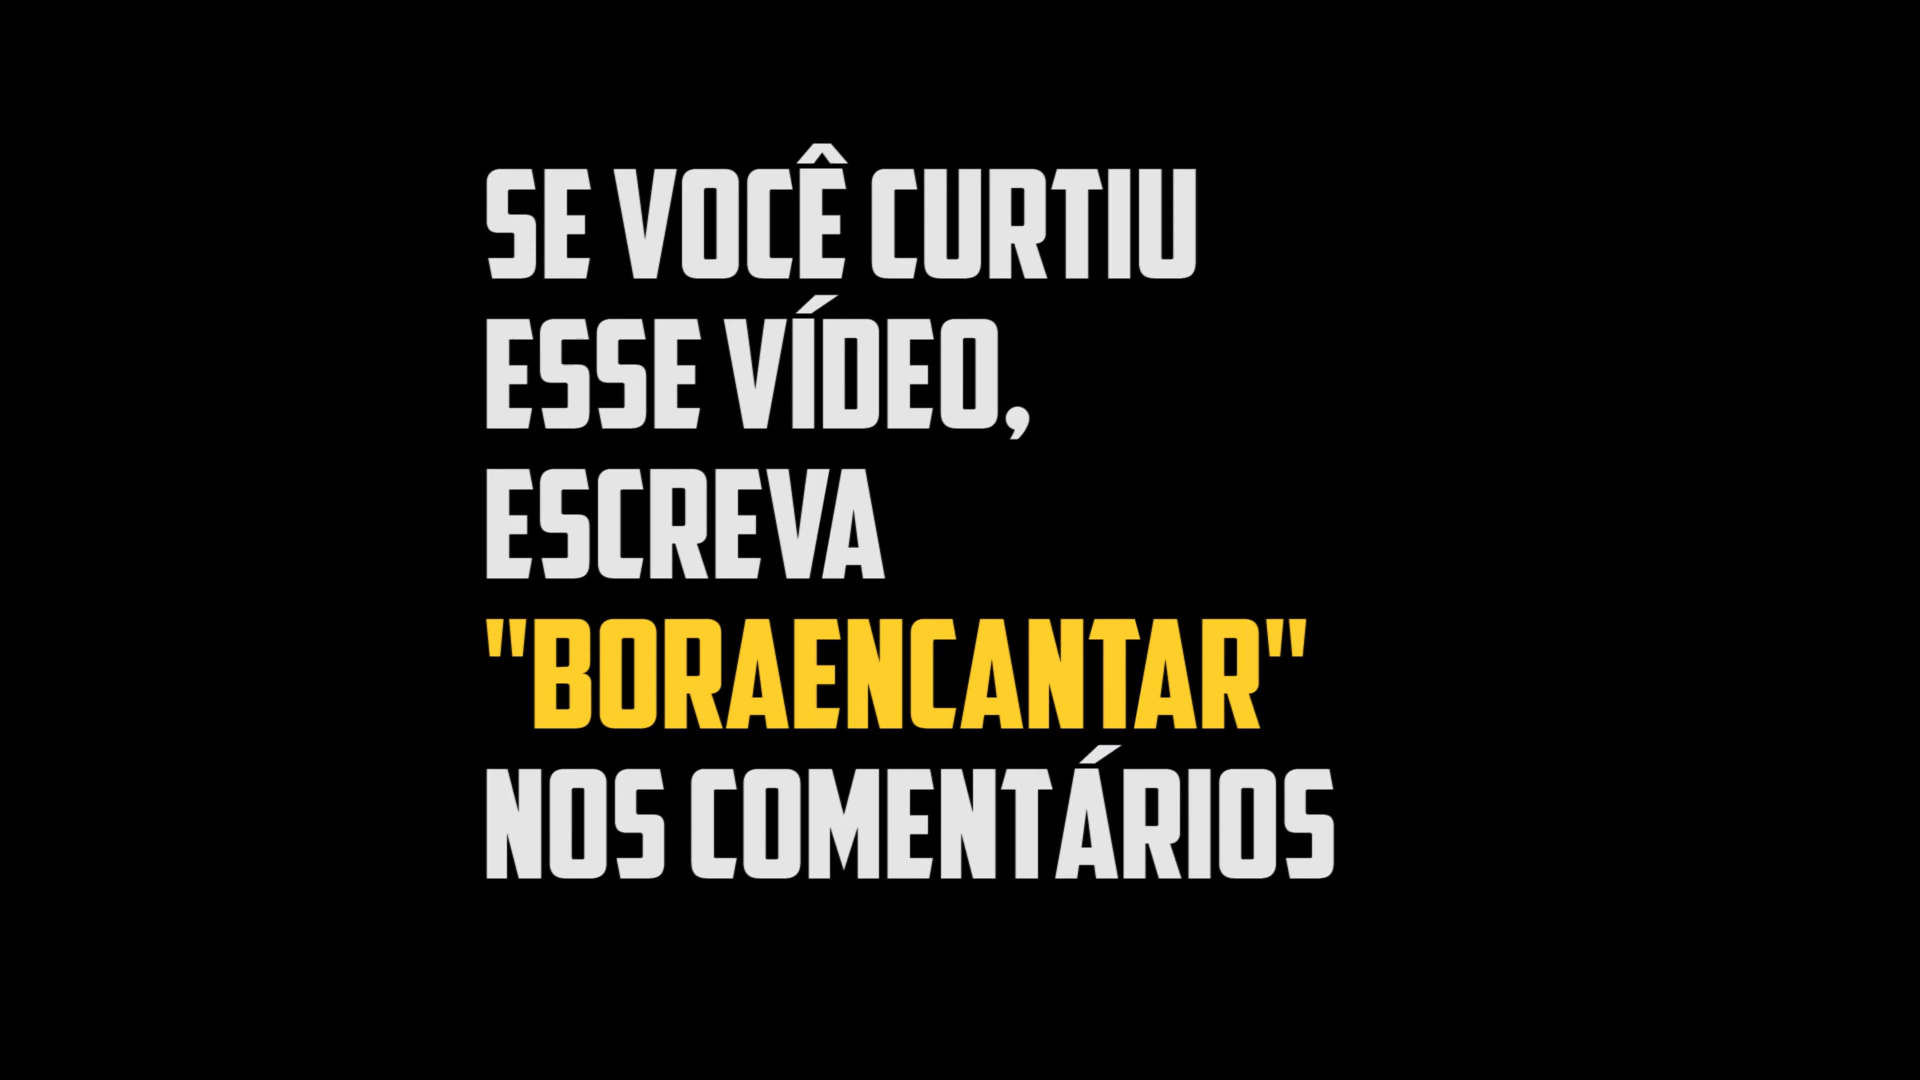 SE VOCÊ CURTIU
ESSE VÍDEO,
ESCREVA
"BORAENCANTAR"
NOS COMENTÁRIOS